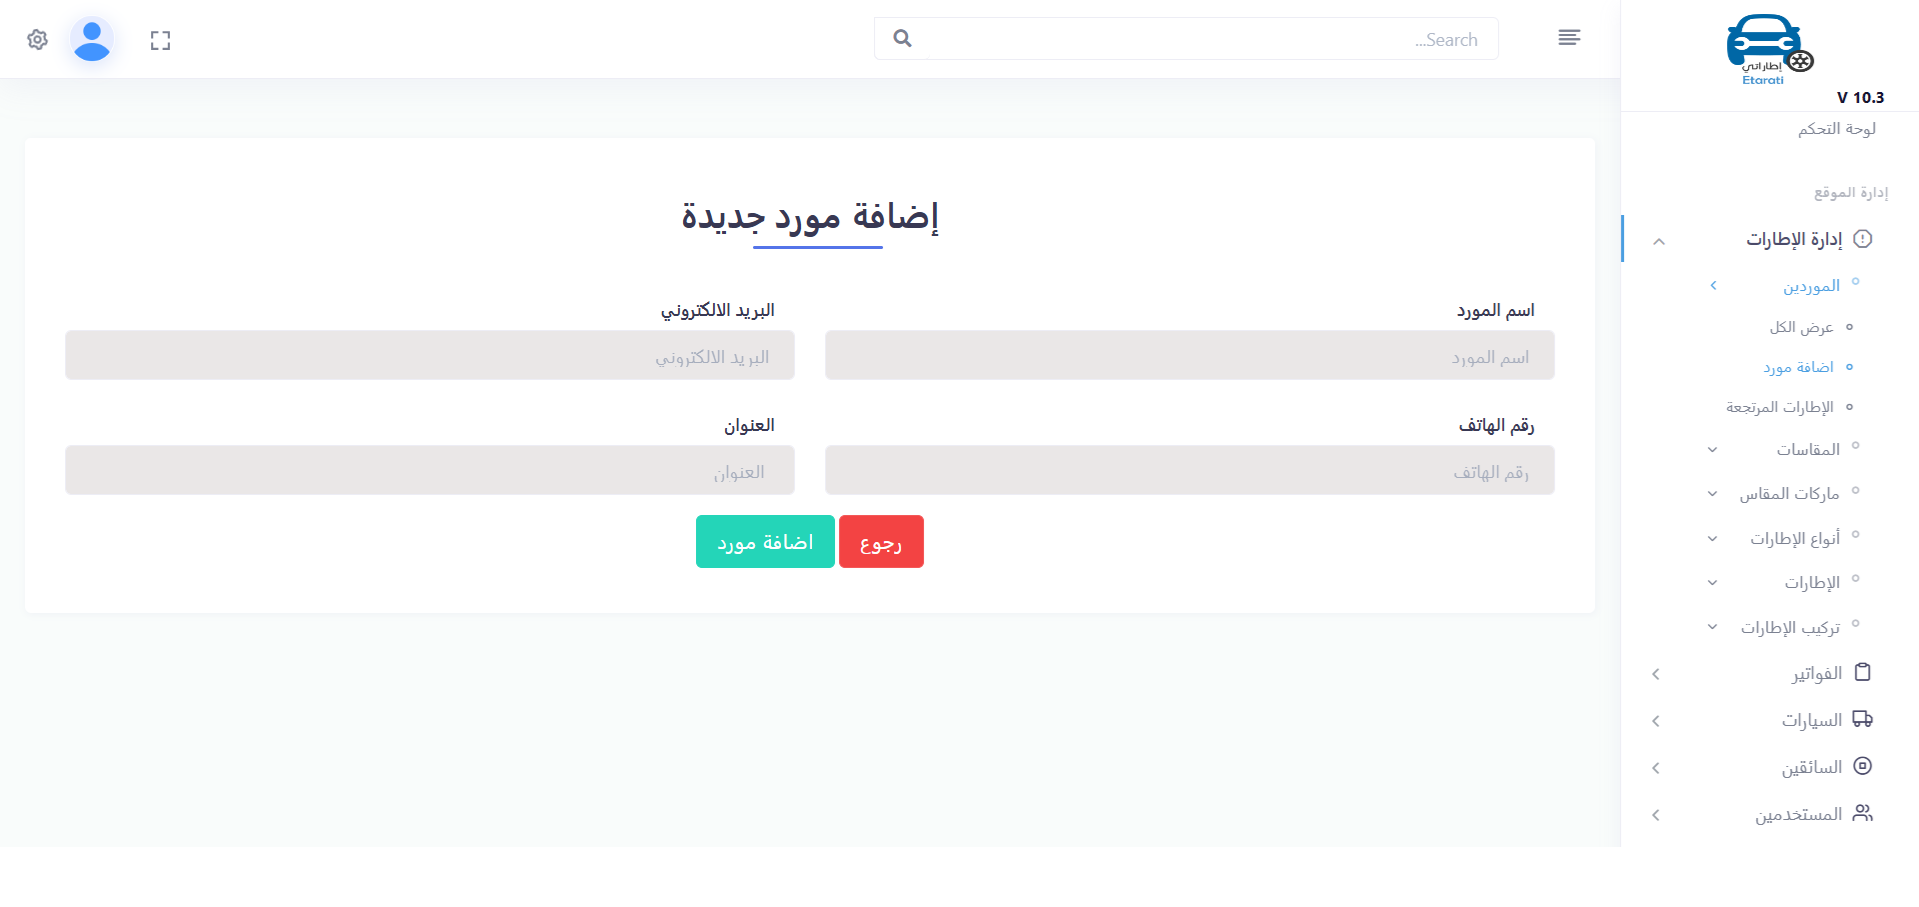 إطاراتي
Etarati
V 10.3
Search...
لوحة التحكم
إدارة الموقع
إدارة الإطارات
الموردين
عرض الكل
اضافة مورد
الإطارات المرتجعة
المقاسات
ماركات المقاس
أنواع الإطارات
الإطارات
تركيب الإطارات
الفواتير
السيارات
السائقين
المستخدمين
إضافة مورد جديدة
اسم المورد
اسم المورد
البريد الالكتروني
البريد الالكتروني
رقم الهاتف
رقم الهاتف
العنوان
العنوان
رجوع
اضافة مورد